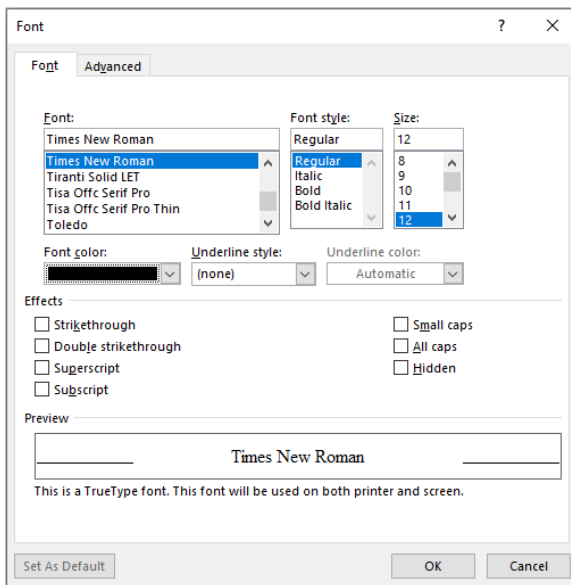 Font ?
Font Advanced
Font: Font style: Size:
Times New Roman Regular 12
Times New Roman Regular 8
Tiranti Solid LET Italic 9
Tisa Offc Serif Pro Bold 10
Tisa Offc Serif Pro Thin Bold Italic 11
Toledo 12
Font color: Underline style: Underline color:
(none) Automatic
Effects
Strikethrough Small caps
Double strikethrough All caps
Superscript Hidden
Subscript
Preview
Times New Roman
This is a TrueType font. This font will be used on both printer and screen.
Set As Default OK Cancel